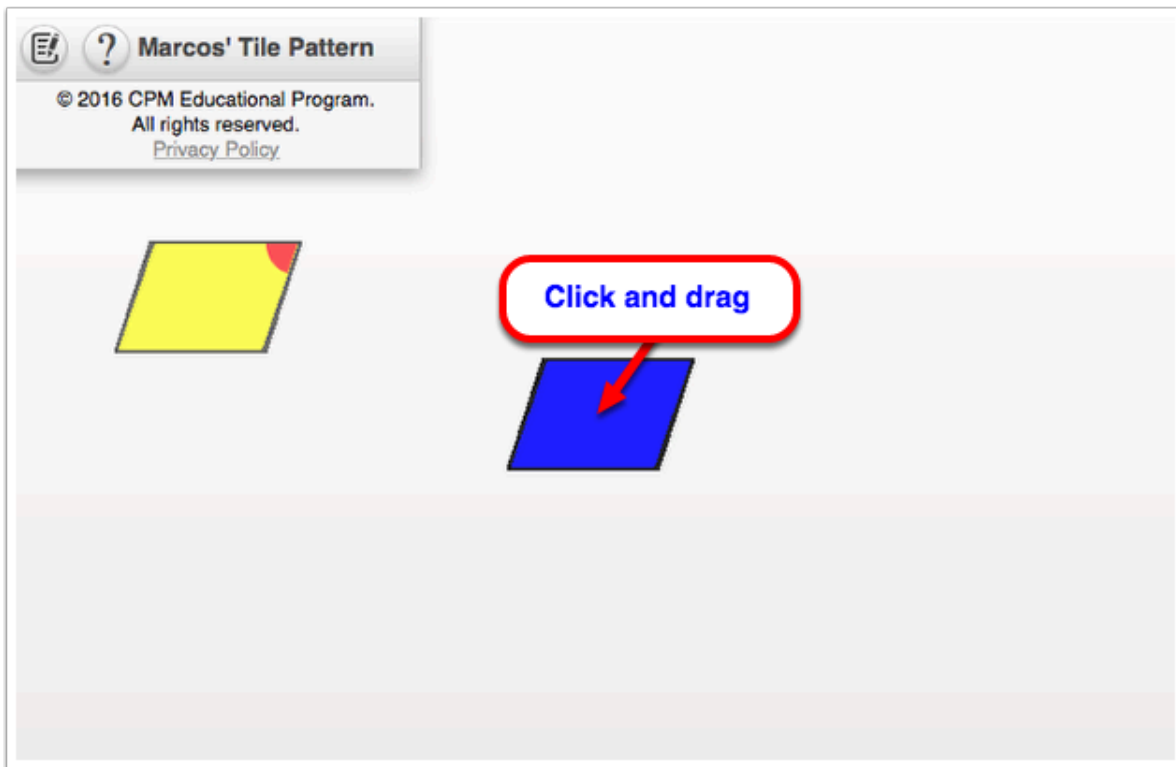 ? Marcos' Tile Pattern
© 2016 CPM Educational Program.
All rights reserved.
Privacy Policy
Click and drag